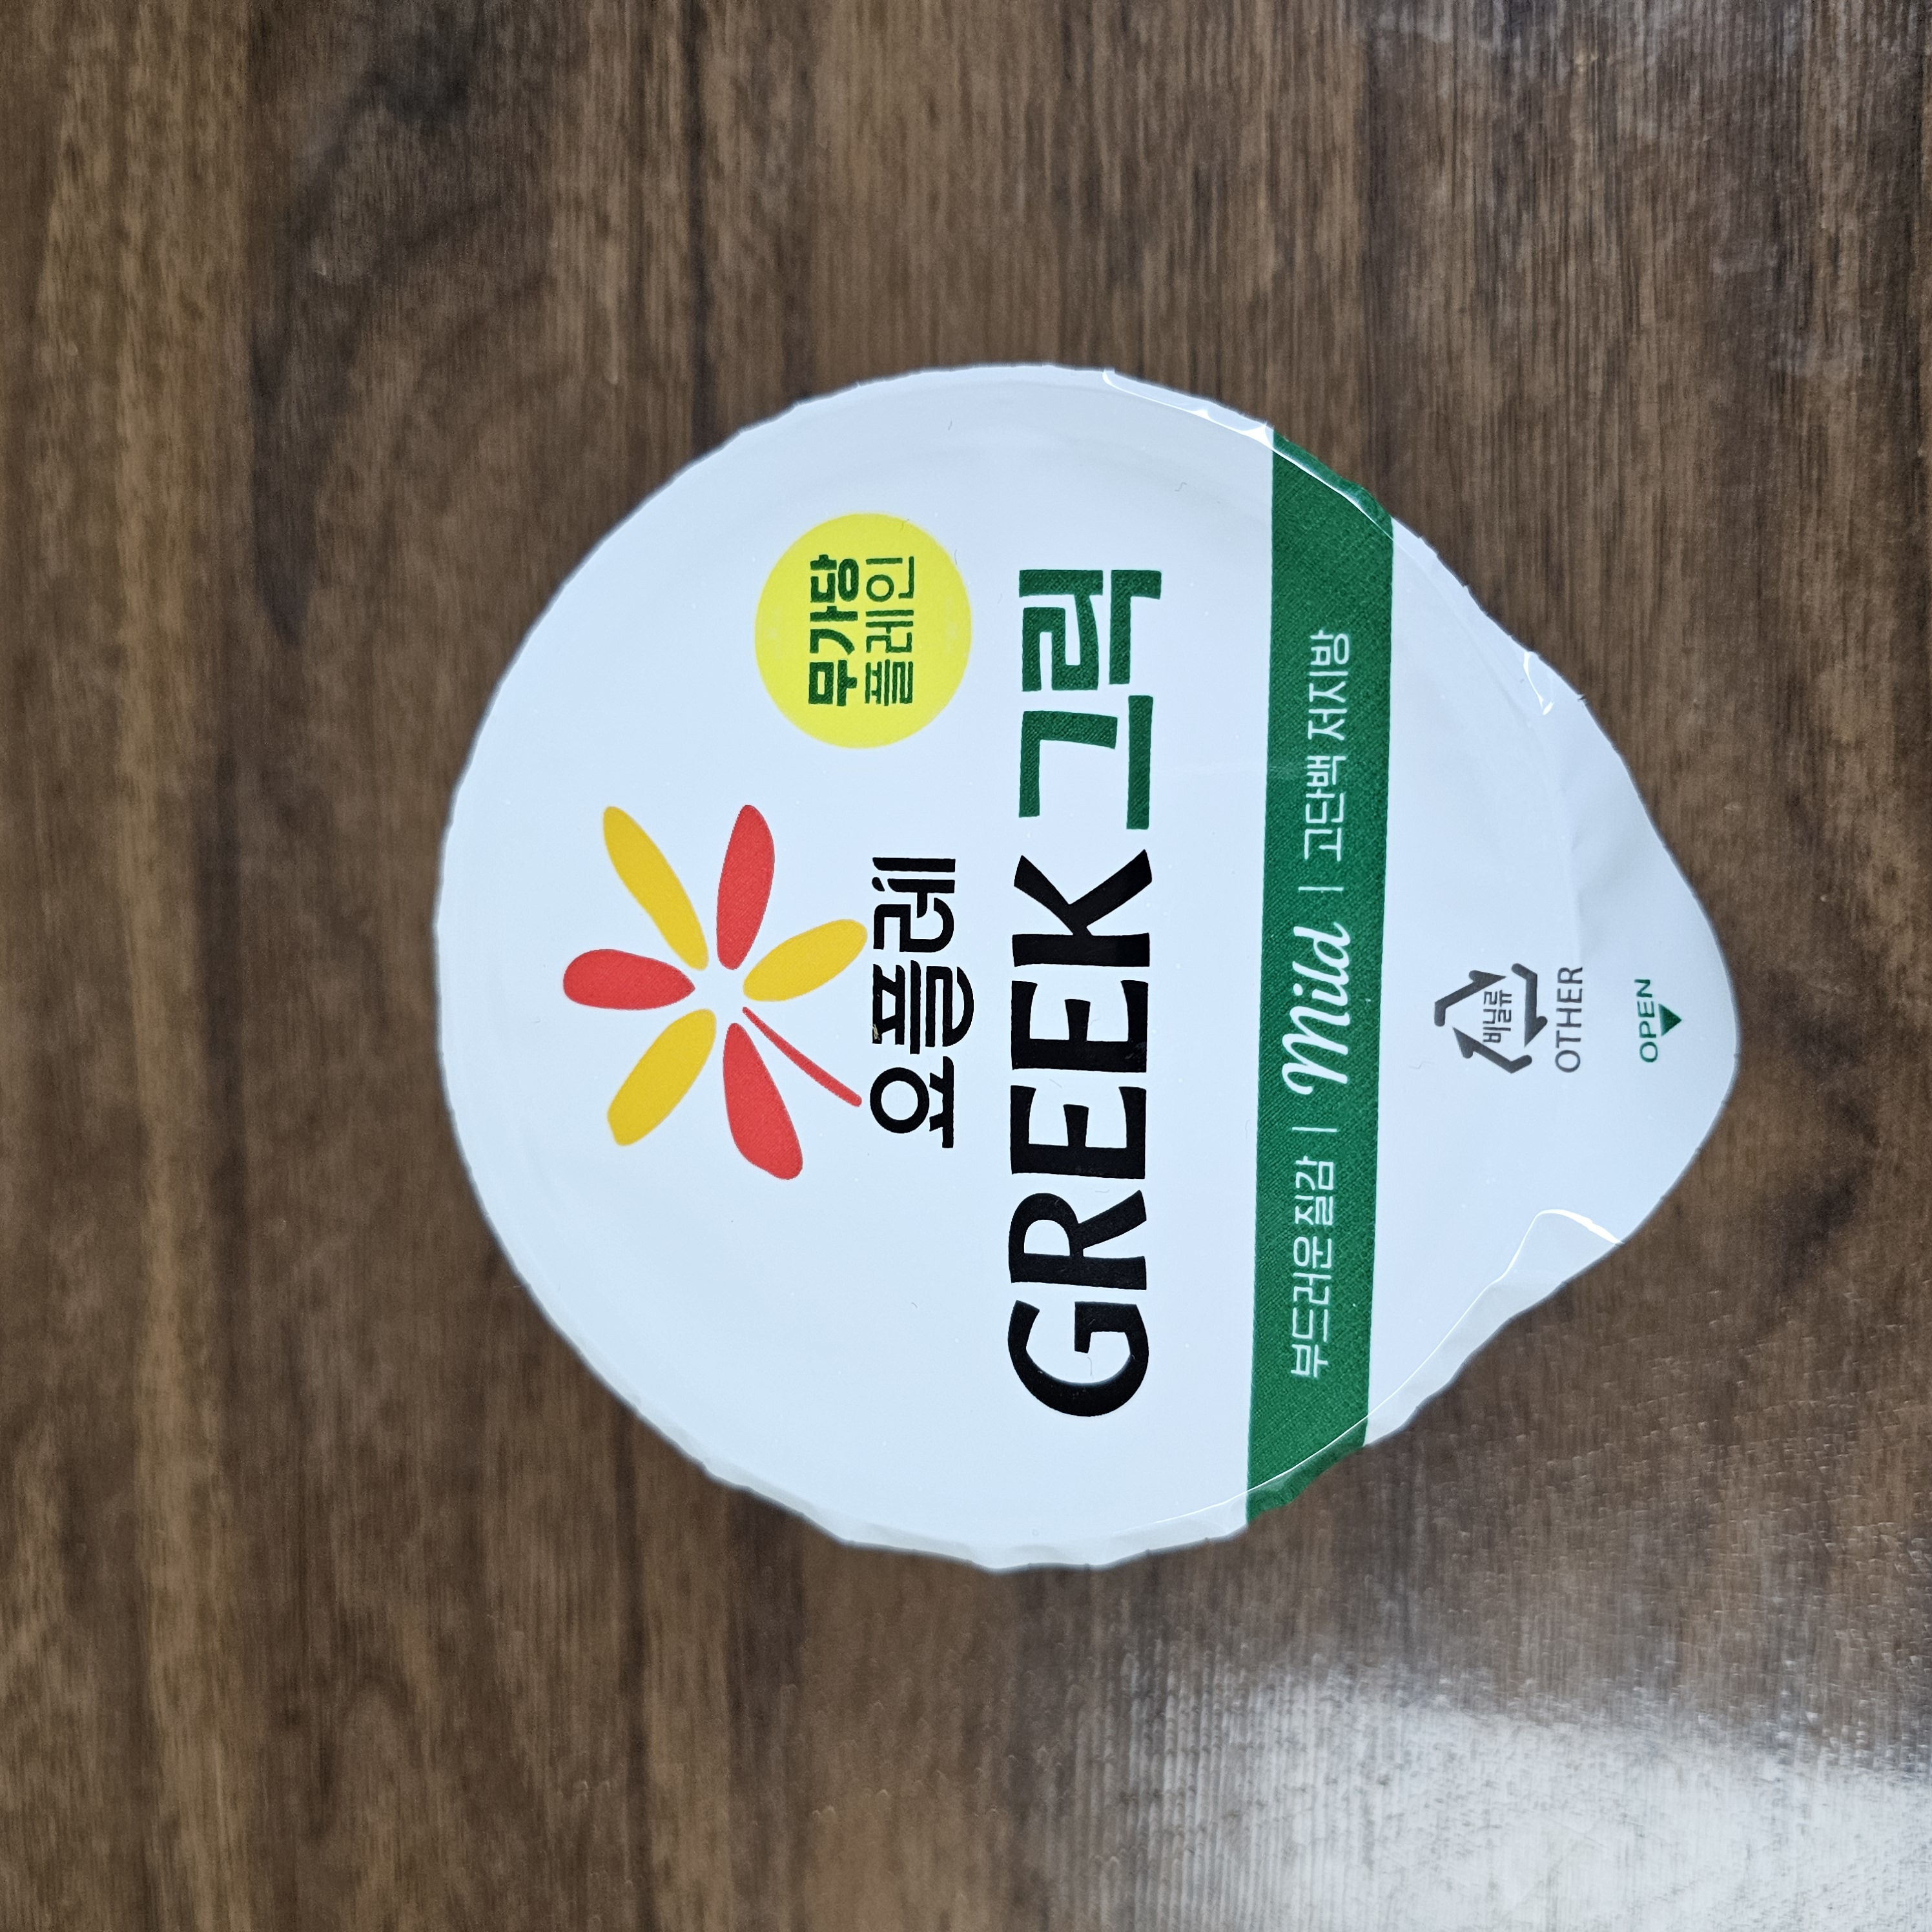 무가당
플레인
요플레
GREEK 그릭
부드러운 질감 | Mild | 고단백 저지방
비닐류
OTHER
OPEN